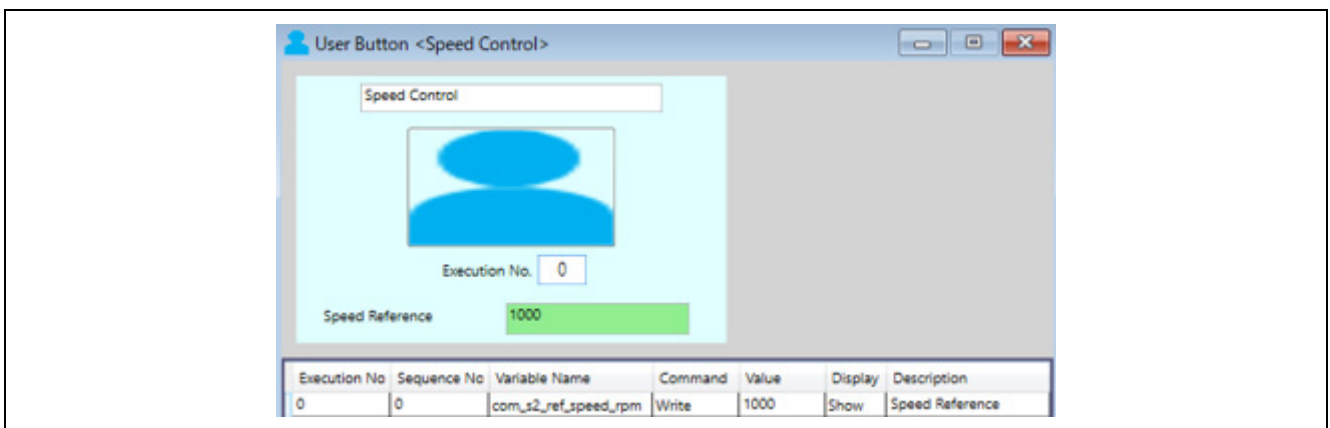 User Button <Speed Control>
Speed Control
Execution No. 0
Speed Reference 1000
Execution No Sequence No Variable Name Command Value Display Description
0 0 com_s2_ref_speed_rpm Write 1000 Show Speed Reference